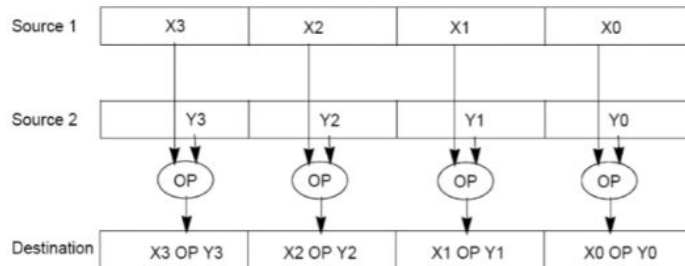 Source 1 X3 X2 X1 X0
Source 2 Y3 Y2 Y1 Y0
OP OP OP OP
Destination X3 OP Y3 X2 OP Y2 X1 OP Y1 X0 OP Y0